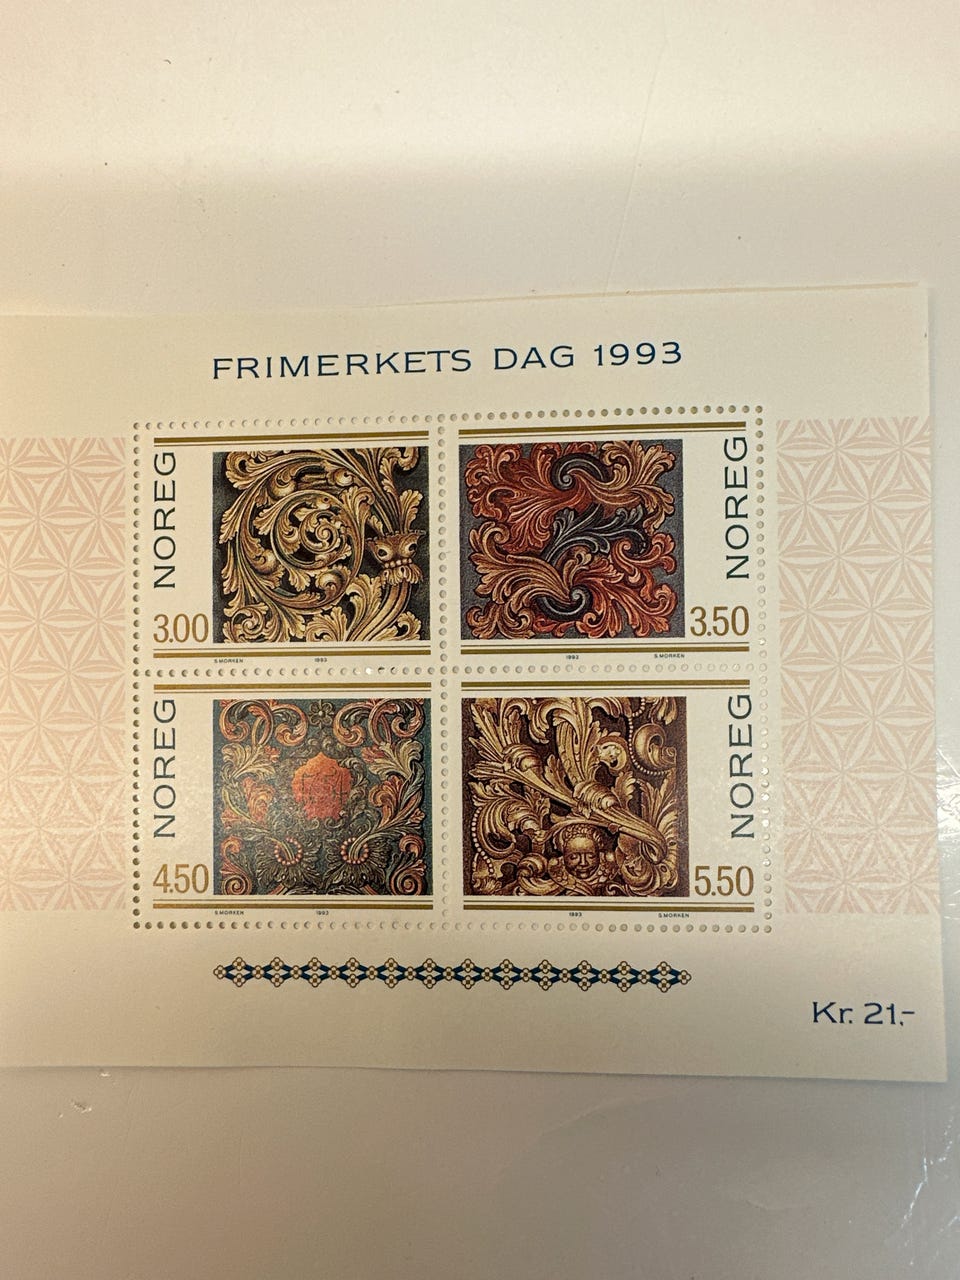 FRIMERKETS DAG 1993
NOREG
3.00
S.MORKEN 1993
NOREG
3.50
1993 S.MORKEN
NOREG
4.50
S.MORKEN 1993
NOREG
5.50
1993 S.MORKEN
Kr. 21,-